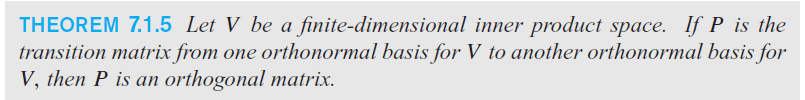 THEOREM 7.1.5 Let V be a finite-dimensional inner product space. If P is the
transition matrix from one orthonormal basis for V to another orthonormal basis for
V, then P is an orthogonal matrix.